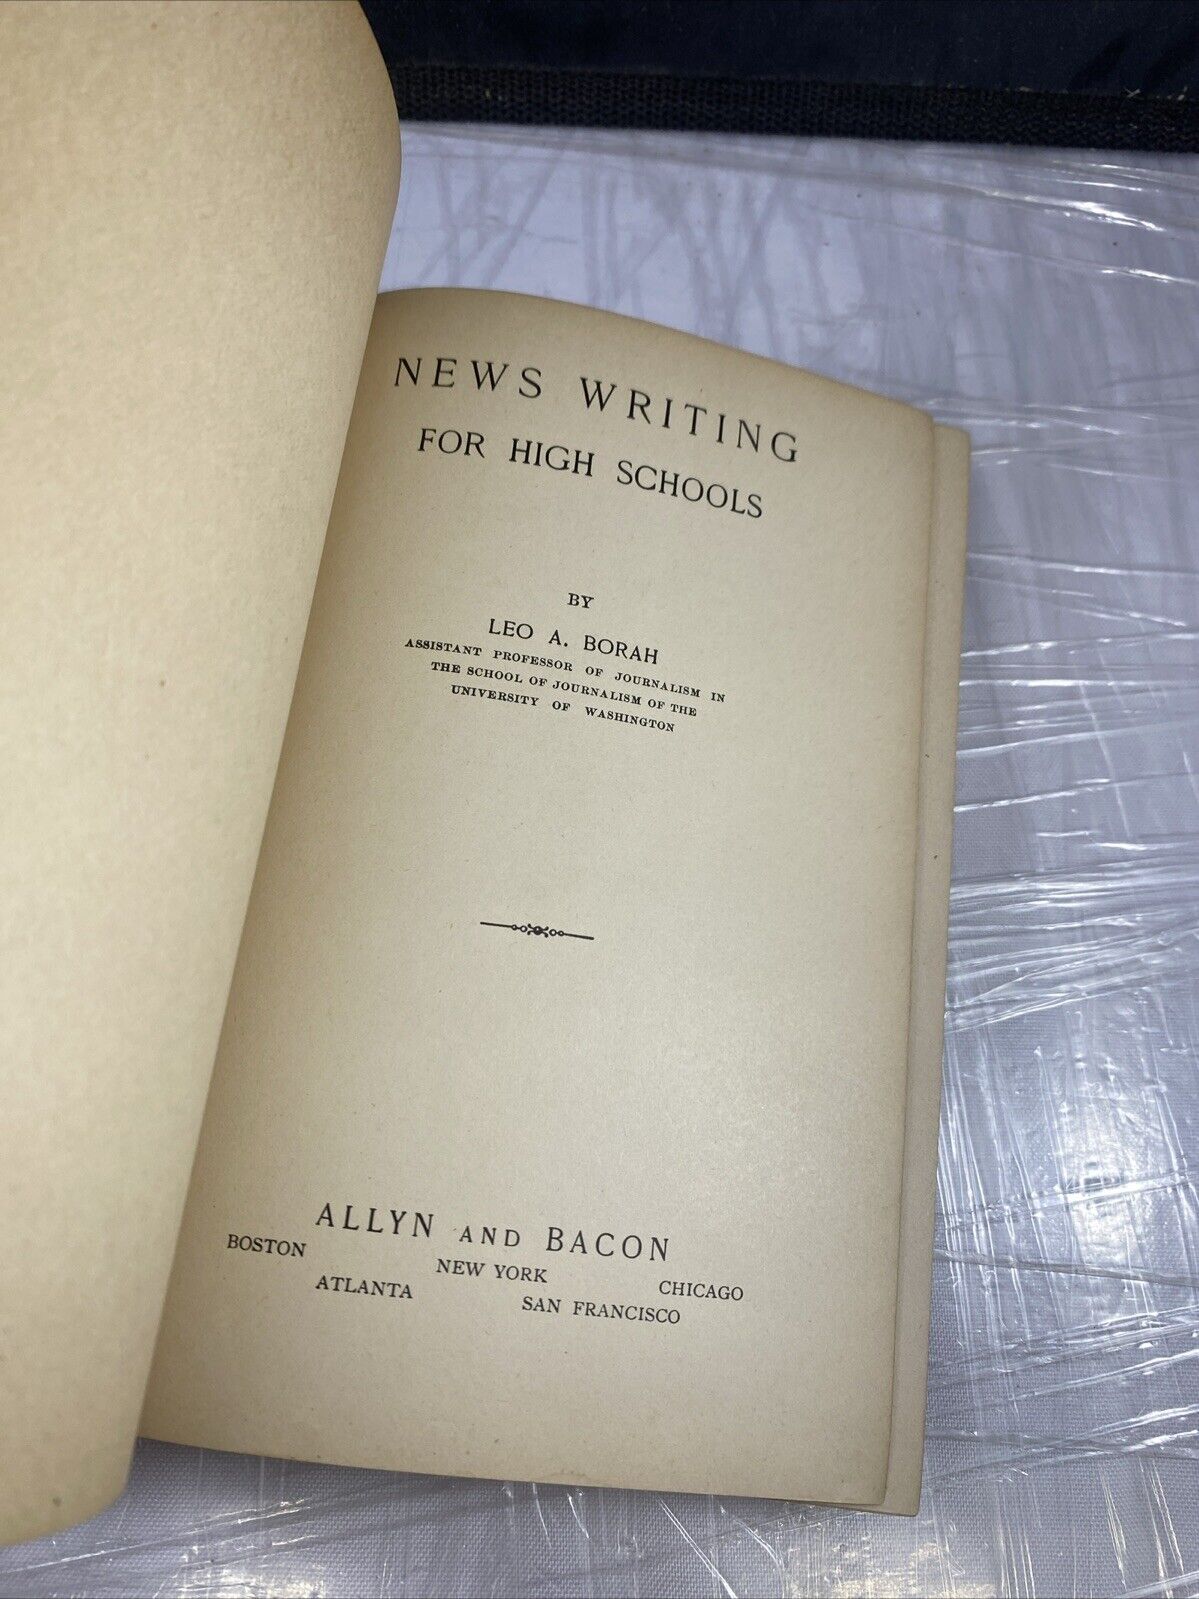 NEWS WRITING
FOR HIGH SCHOOLS
BY
LEO A. BORAH
ASSISTANT PROFESSOR OF JOURNALISM IN
THE SCHOOL OF JOURNALISM OF THE
UNIVERSITY OF WASHINGTON
ALLYN AND BACON
BOSTON NEW YORK CHICAGO
ATLANTA SAN FRANCISCO